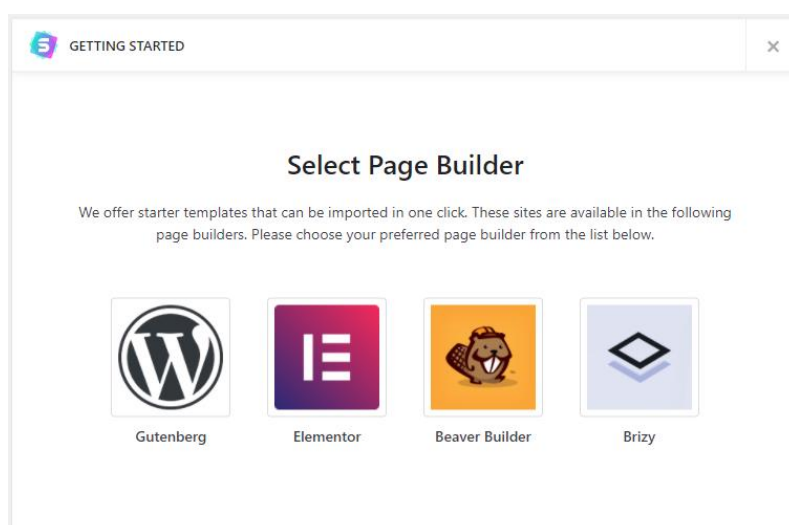 GETTING STARTED
Select Page Builder
We offer starter templates that can be imported in one click. These sites are available in the following
page builders. Please choose your preferred page builder from the list below.
Gutenberg Elementor Beaver Builder Brizy